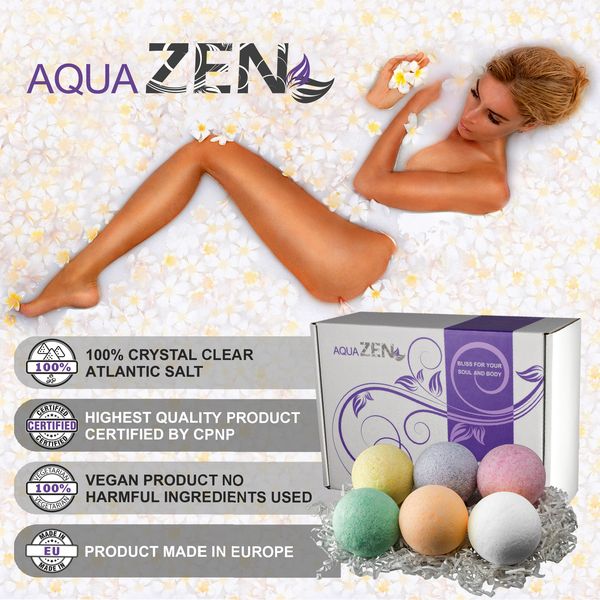 AQUA ZEN
100%
100% CRYSTAL CLEAR
ATLANTIC SALT
CERTIFIED
CERTIFIED
CERTIFIED
HIGHEST QUALITY PRODUCT
CERTIFIED BY CPNP
VEGETARIAN
100%
VEGETARIAN
VEGAN PRODUCT NO
HARMFUL INGREDIENTS USED
MADE IN
EU
MADE IN
PRODUCT MADE IN EUROPE
AQUA ZEN
BLISS FOR YOUR
SOUL AND BODY